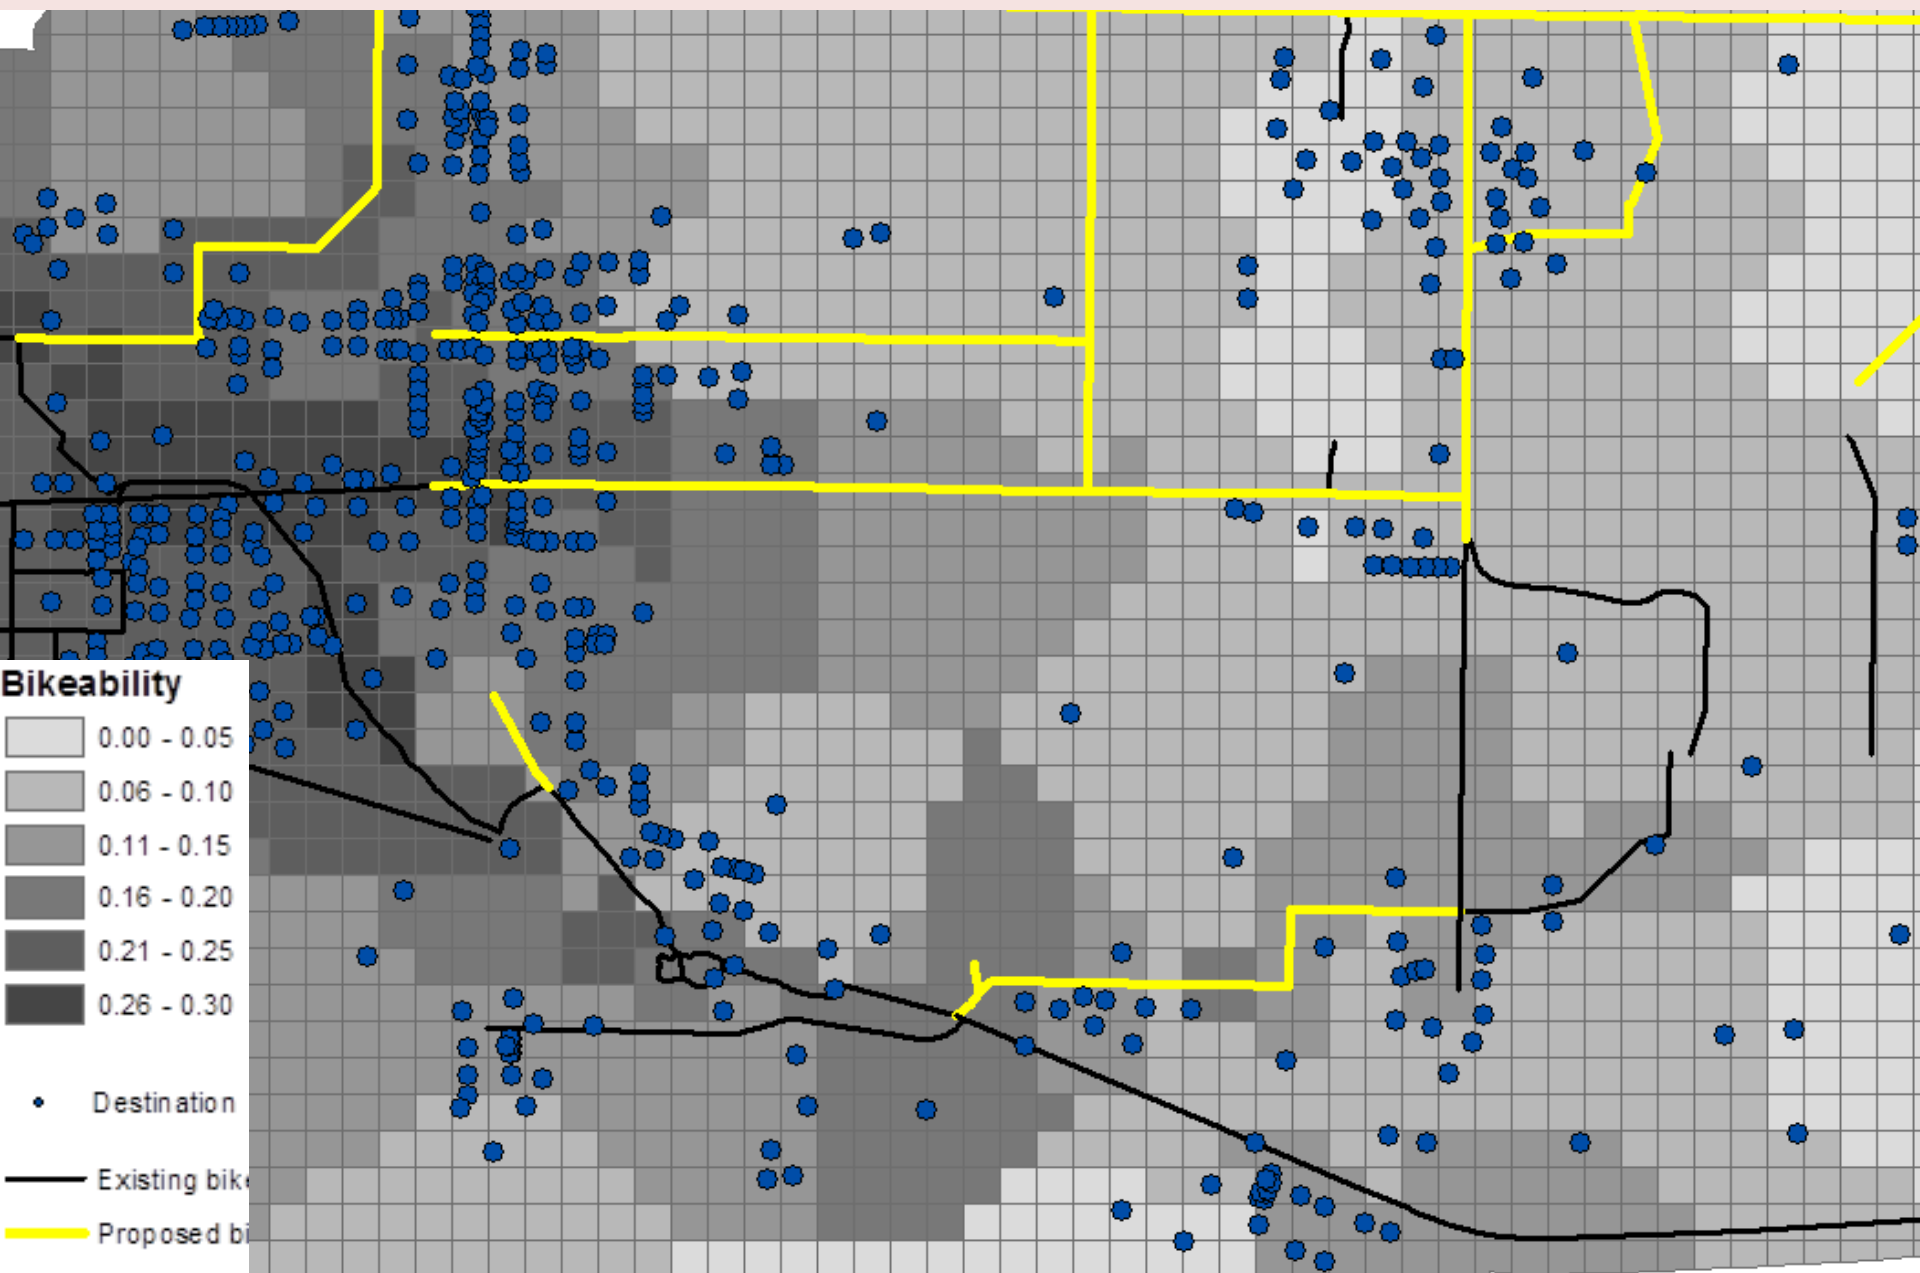 Bikeability
0.00 - 0.05
0.06 - 0.10
0.11 - 0.15
0.16 - 0.20
0.21 - 0.25
0.26 - 0.30
Destination
Existing bike
Proposed bi